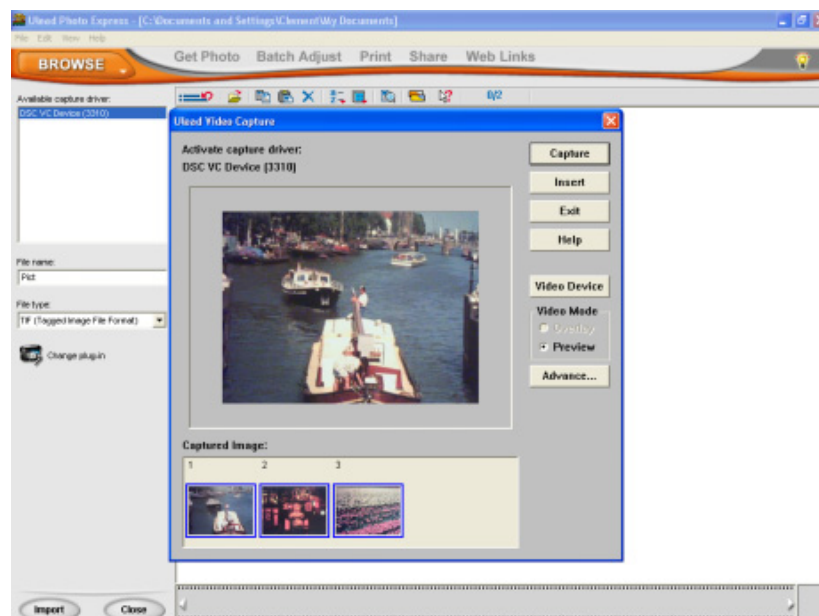 Ulead Photo Express - [C:\Documents and Settings\Clement\My Documents]
File Edit View Help
BROWSE
Get Photo Batch Adjust Print Share Web Links
Available capture driver:
DSC VC Device (3310)
0/2
File name:
Pict
File type:
TIF (Tagged Image File Format)
Change plug-in
Import
Close
Ulead Video Capture
Activate capture driver:
DSC VC Device (3310)
Capture
Insert
Exit
Help
Video Device
Video Mode
Overlay
Preview
Advance...
Captured Image:
1 2 3